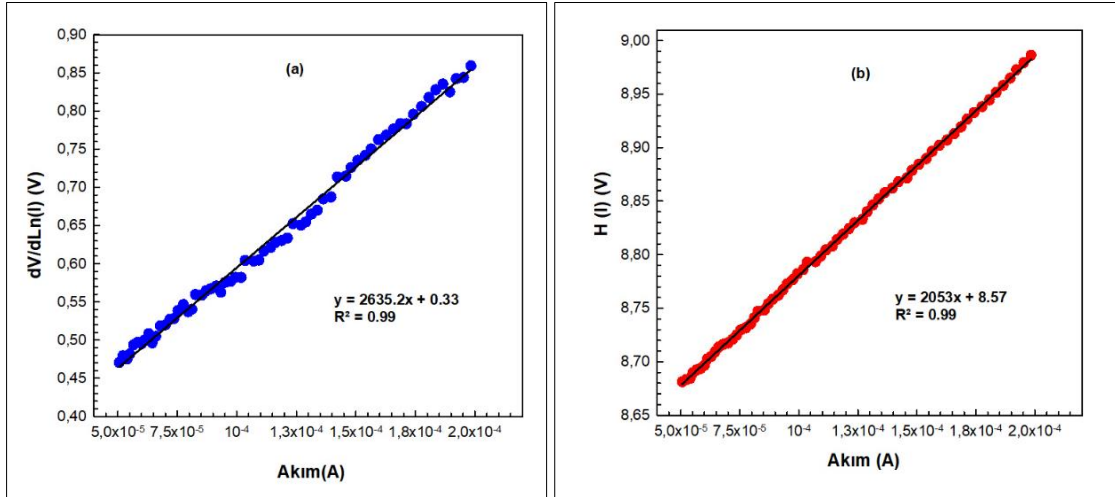 (a)
dV/dLn(I) (V)
0,90
0,85
0,80
0,75
0,70
0,65
0,60
0,55
0,50
0,45
0,40
y = 2635.2x + 0.33
R² = 0.99
5,0x10⁻⁵ 7,5x10⁻⁵ 10⁻⁴ 1,3x10⁻⁴ 1,5x10⁻⁴ 1,8x10⁻⁴ 2,0x10⁻⁴
Akım(A)
(b)
H (I) (V)
9,00
8,95
8,90
8,85
8,80
8,75
8,70
8,65
y = 2053x + 8.57
R² = 0.99
5,0x10⁻⁵ 7,5x10⁻⁵ 10⁻⁴ 1,3x10⁻⁴ 1,5x10⁻⁴ 1,8x10⁻⁴ 2,0x10⁻⁴
Akım (A)